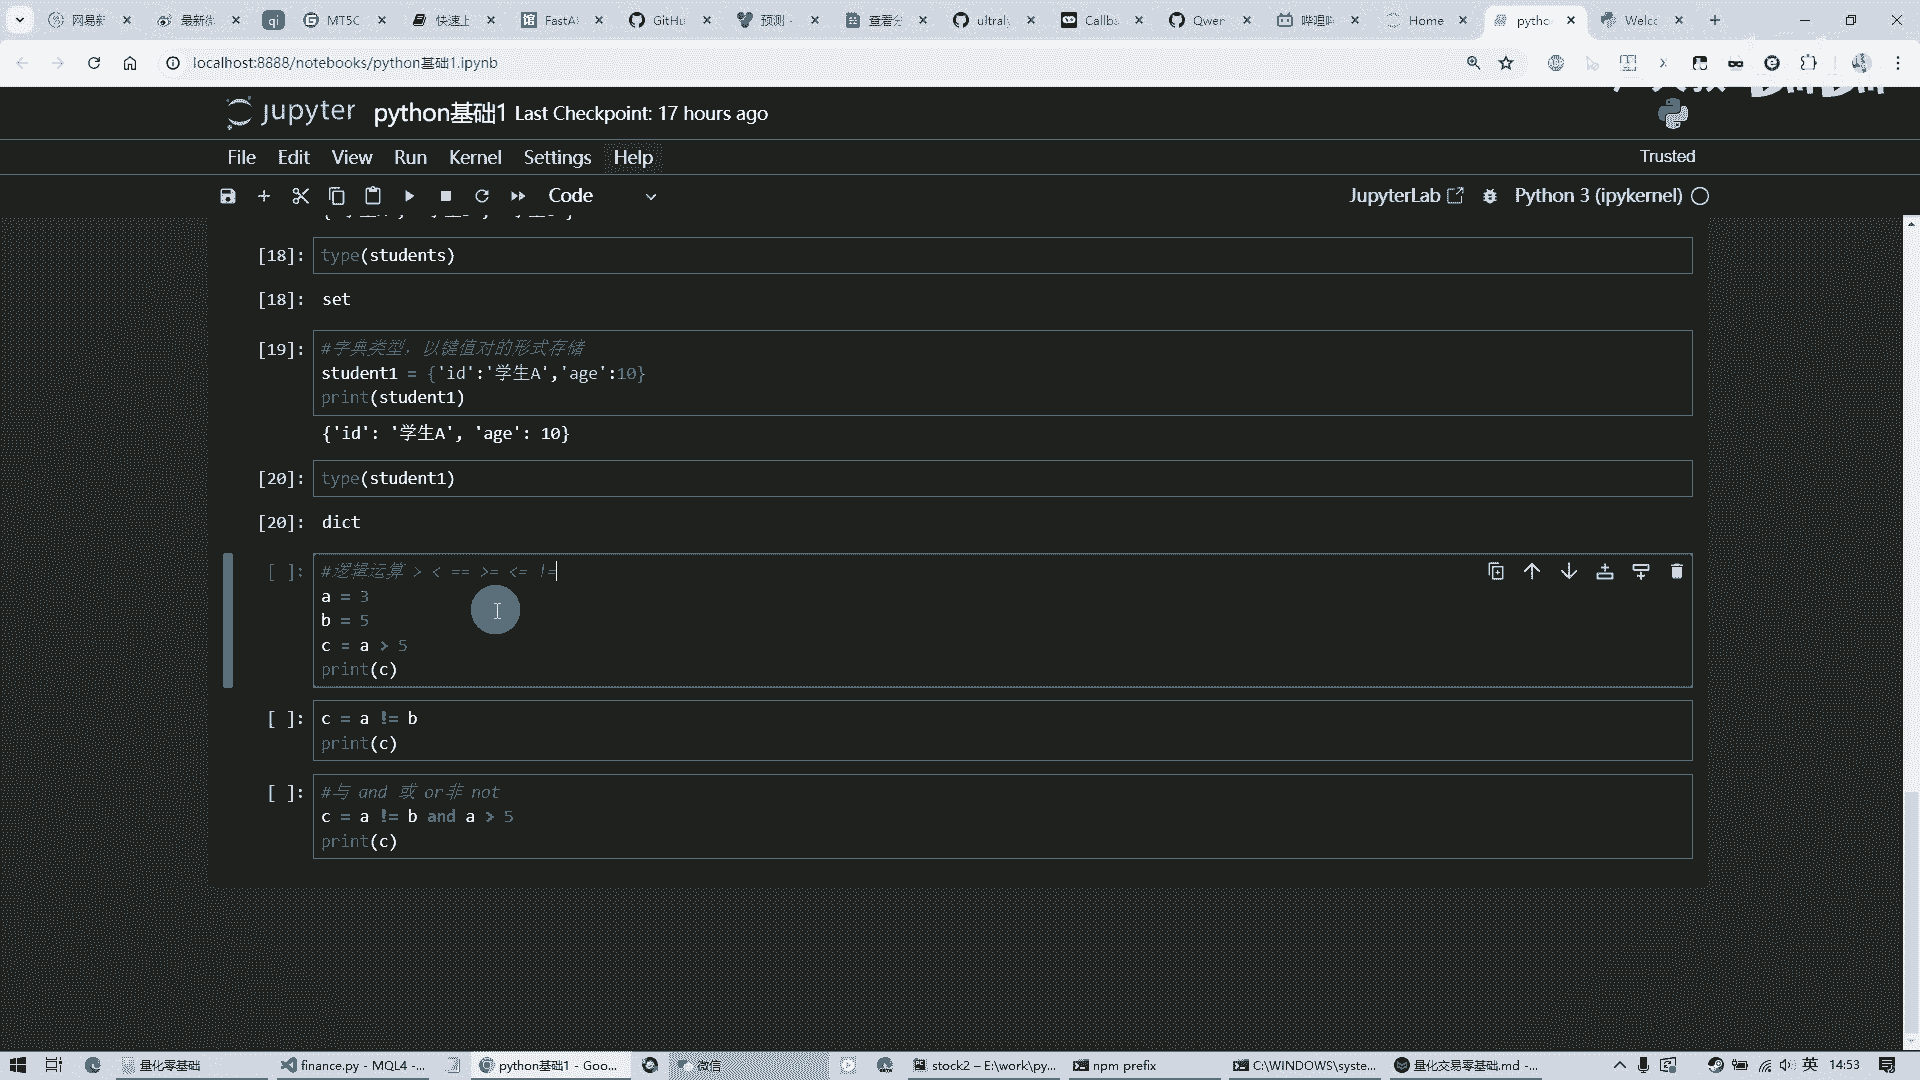 网易新
最新街
qi
MT5C
快速上
FastA
GitHu
预测 -
查看分
ultral
Callba
Qwen
哔哩哔
Home
pytho
Welco
localhost:8888/notebooks/python基础1.ipynb
jupyter python基础1 Last Checkpoint: 17 hours ago
File Edit View Run Kernel Settings Help
Trusted
Code
JupyterLab Python 3 (ipykernel)
[18]: type(students)
[18]: set
[19]: #字典类型，以键值对的形式存储
student1 = {'id':'学生A','age':10}
print(student1)
{'id': '学生A', 'age': 10}
[20]: type(student1)
[20]: dict
[ ]: #逻辑运算 > < == >= <= !=
a = 3
b = 5
c = a > 5
print(c)
[ ]: c = a != b
print(c)
[ ]: #与 and 或 or非 not
c = a != b and a > 5
print(c)
量化零基础
finance.py - MQL4 -...
python基础1 - Goo...
微信
stock2 – E:\work\py...
npm prefix
C:\WINDOWS\syste...
量化交易零基础.md -...
英
14:53